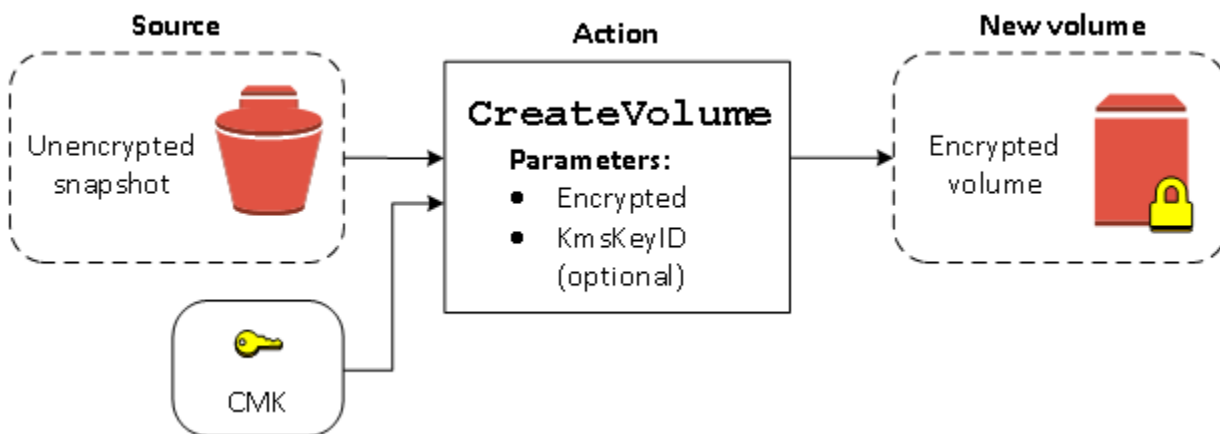 Source
Unencrypted
snapshot
CMK
Action
CreateVolume
Parameters:
● Encrypted
● KmsKeyID
(optional)
New volume
Encrypted
volume